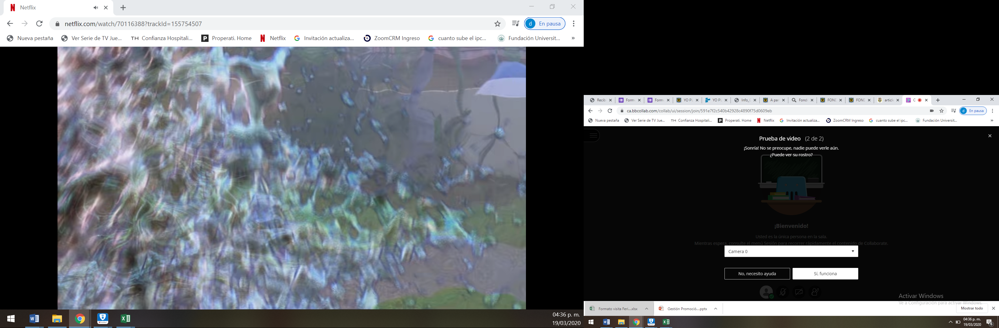 Netflix
netflix.com/watch/70116388?trackId=155754507
d En pausa
Nueva pestaña Ver Serie de TV Jue... TH Confianza Hospitali... P Properati. Home N Netflix G Invitación actualiza... ZoomCRM Ingreso G cuanto sube el ipc... Fundación Universit... »
04:36 p. m.
19/03/2020
Recib Form Form YO PU YO PU Info_C A par Fond FOND FOND article C
ca.bbcollab.com/collab/ui/session/join/591e7f2c540b42928c4890f75d0609eb
d En pausa
Nueva pestaña Ver Serie de TV Jue... TH Confianza Hospitali... P Properati. Home N Netflix G Invitación actualiza... ZoomCRM Ingreso G cuanto sube el ipc... Fundación Universit... »
Prueba de video (2 de 2)
¡Sonría! No se preocupe, nadie puede verle aún.
¿Puede ver su rostro?
¡Bienvenido!
Usted es la única persona en la sala.
Mientras espera, consulte el menú Sesión para recorrer rápidamente el contenido de Collaborate.
Camera 0
No, necesito ayuda Sí, funciona
Activar Windows
Ve a Configuración para activar Windows.
Formato visita Feri....xlsx Gestión Promoció....pptx Mostrar todo
04:36 p. m.
19/03/2020
6